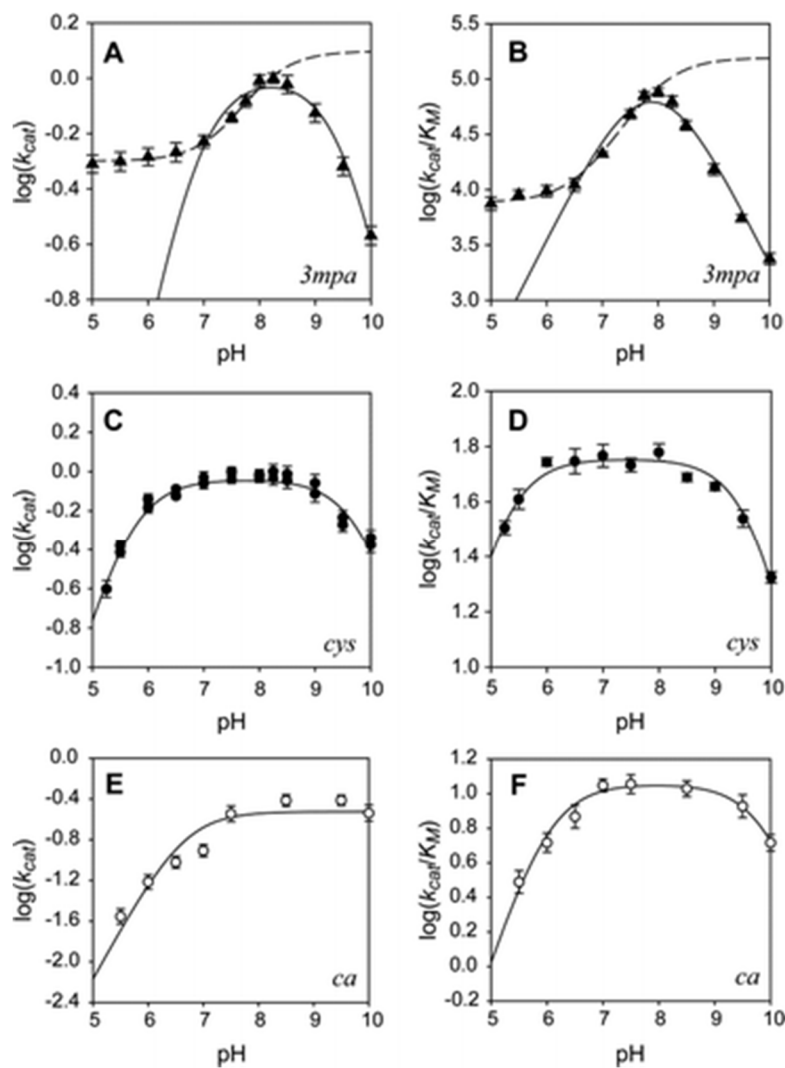 A
log(kcat)
0.2
0.0
-0.2
-0.4
-0.6
-0.8
5 6 7 8 9 10
pH
3mpa
B
log(kcat/KM)
5.5
5.0
4.5
4.0
3.5
3.0
5 6 7 8 9 10
pH
3mpa
C
log(kcat)
0.4
0.2
0.0
-0.2
-0.4
-0.6
-0.8
-1.0
5 6 7 8 9 10
pH
cys
D
log(kcat/KM)
2.0
1.8
1.6
1.4
1.2
1.0
5 6 7 8 9 10
pH
cys
E
log(kcat)
0.0
-0.4
-0.8
-1.2
-1.6
-2.0
-2.4
5 6 7 8 9 10
pH
ca
F
log(kcat/KM)
1.2
1.0
0.8
0.6
0.4
0.2
0.0
-0.2
5 6 7 8 9 10
pH
ca